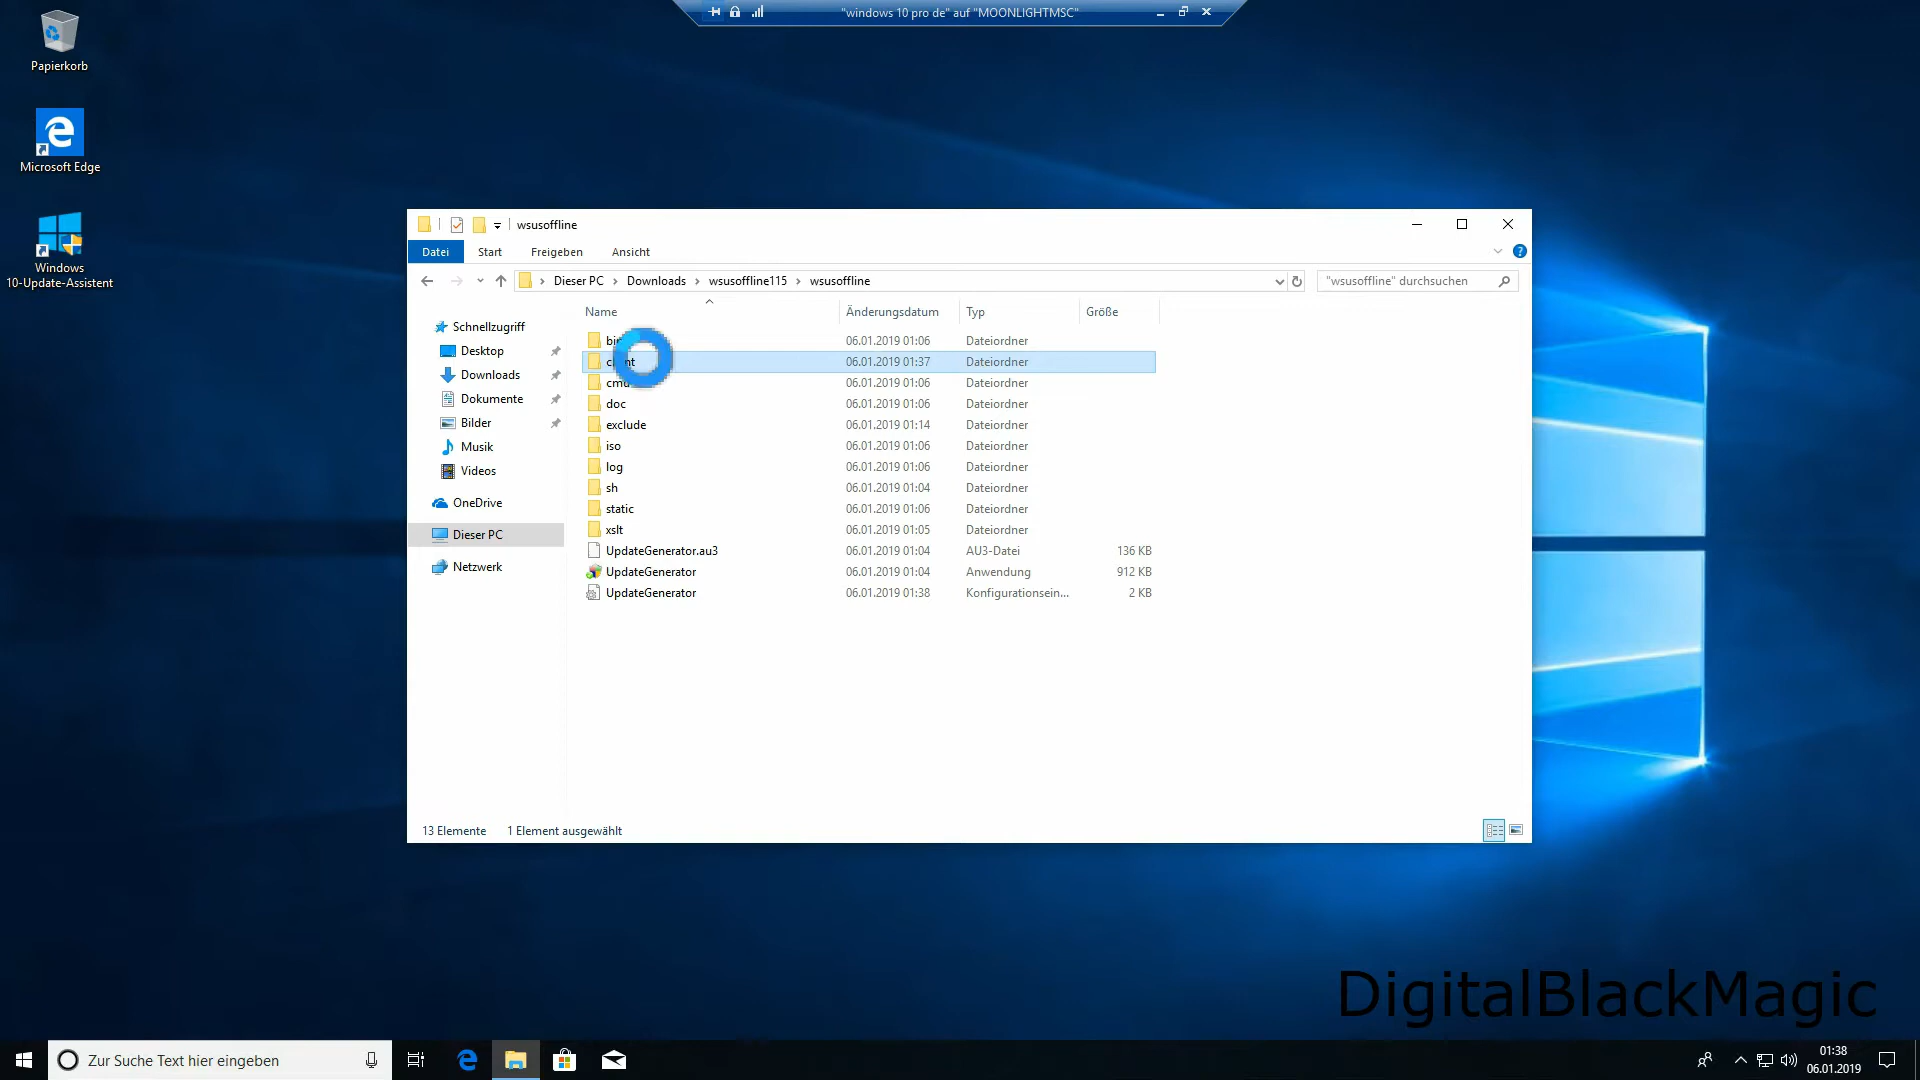 "windows 10 pro de" auf "MOONLIGHTMSC"
Papierkorb
Microsoft Edge
Windows
10-Update-Assistent
wsusoffline
Datei Start Freigeben Ansicht
Dieser PC Downloads wsusoffline115 wsusoffline
"wsusoffline" durchsuchen
Name Änderungsdatum Typ Größe
Schnellzugriff
Desktop
Downloads
Dokumente
Bilder
Musik
Videos
OneDrive
Dieser PC
Netzwerk
06.01.2019 01:06 Dateiordner
06.01.2019 01:37 Dateiordner
06.01.2019 01:06 Dateiordner
doc 06.01.2019 01:06 Dateiordner
exclude 06.01.2019 01:14 Dateiordner
iso 06.01.2019 01:06 Dateiordner
log 06.01.2019 01:06 Dateiordner
sh 06.01.2019 01:04 Dateiordner
static 06.01.2019 01:06 Dateiordner
xslt 06.01.2019 01:05 Dateiordner
UpdateGenerator.au3 06.01.2019 01:04 AU3-Datei 136 KB
UpdateGenerator 06.01.2019 01:04 Anwendung 912 KB
UpdateGenerator 06.01.2019 01:38 Konfigurationsein... 2 KB
13 Elemente 1 Element ausgewählt
DigitalBlackMagic
Zur Suche Text hier eingeben
01:38
06.01.2019